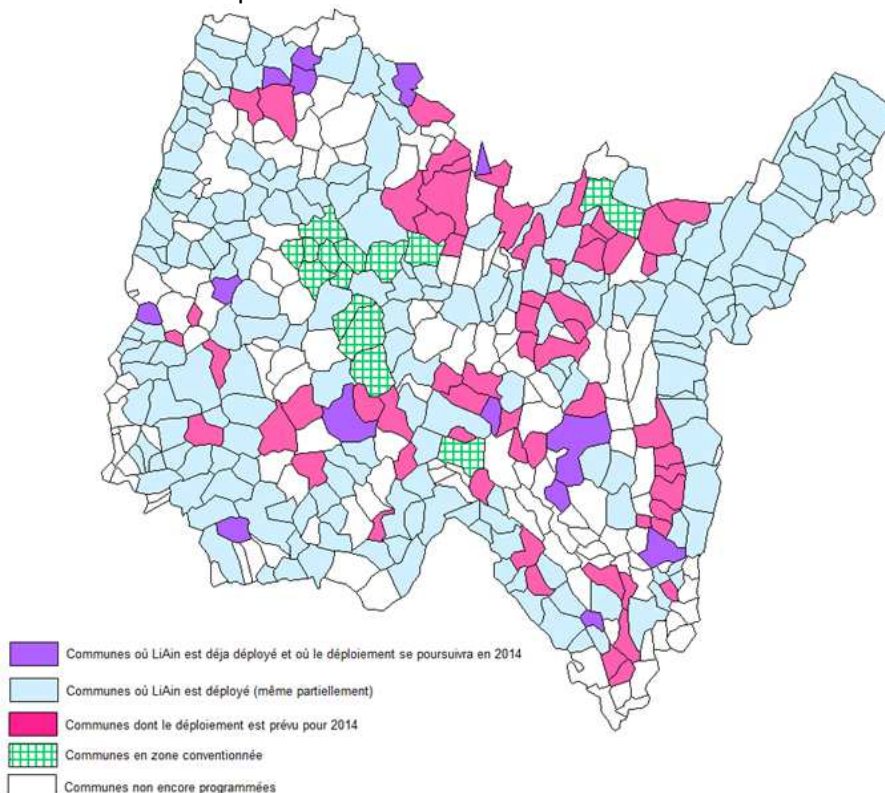 Communes où LiAin est déja déployé et où le déploiement se poursuivra en 2014
Communes où LiAin est déployé (même partiellement)
Communes dont le déploiement est prévu pour 2014
Communes en zone conventionnée
Communes non encore programmées